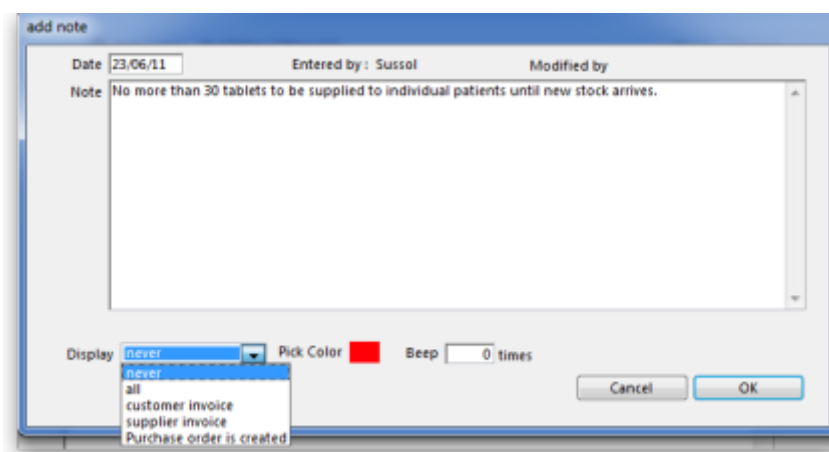 add note
Date 23/06/11 Entered by : Sussol Modified by
Note No more than 30 tablets to be supplied to individual patients until new stock arrives.
Display never Pick Color Beep 0 times
never
all
customer invoice
supplier invoice
Purchase order is created
Cancel OK